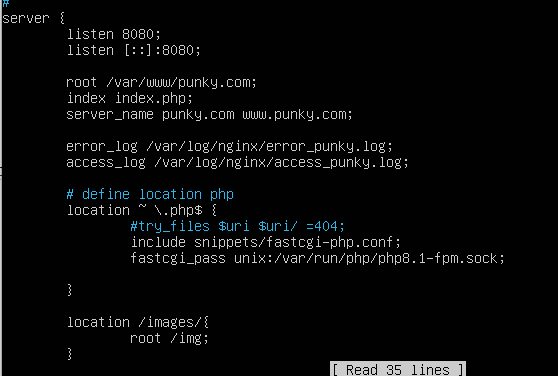 #
server {
listen 8080;
listen [::]:8080;
root /var/www/punky.com;
index index.php;
server_name punky.com www.punky.com;
error_log /var/log/nginx/error_punky.log;
access_log /var/log/nginx/access_punky.log;
# define location php
location ~ \.php$ {
#try_files $uri $uri/ =404;
include snippets/fastcgi-php.conf;
fastcgi_pass unix:/var/run/php/php8.1-fpm.sock;
}
location /images/{
root /img;
}
[ Read 35 lines ]